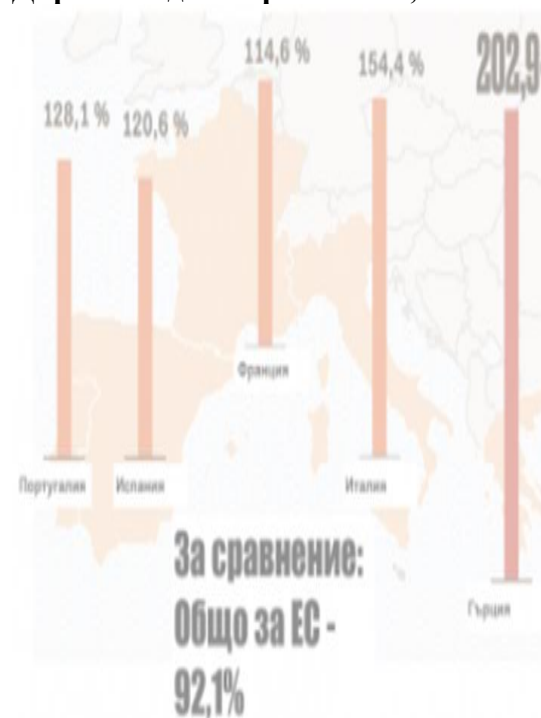 114,6 %
154,4 %
202,9
128,1 %
120,6 %
Франция
Португалия
Испания
Италия
За сравнение:
Общо за ЕС -
92,1%
Гърция